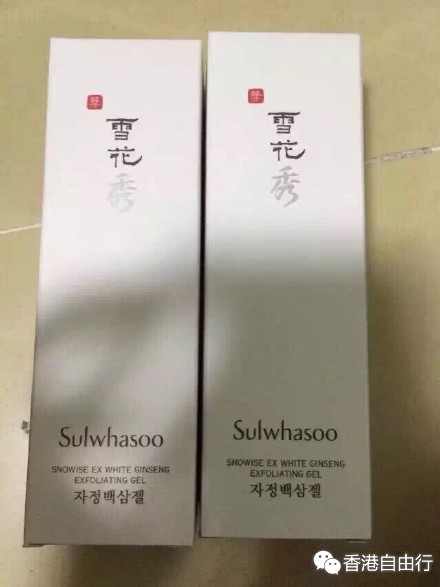 雪
花
秀
Sulwhasoo
SNOWISE EX WHITE GINSENG
EXFOLIATING GEL
자정백삼젤
雪
花
秀
Sulwhasoo
SNOWISE EX WHITE GINSENG
EXFOLIATING GEL
자정백삼젤
香港自由行